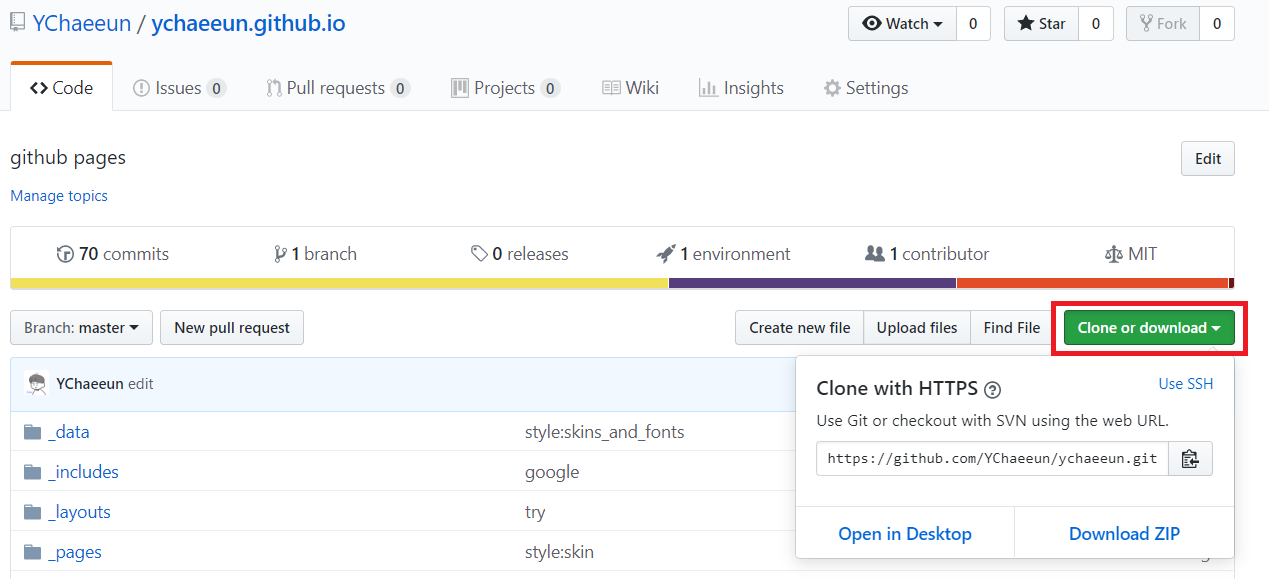 YChaeeun / ychaeeun.github.io
Watch 0 Star 0 Fork 0
Code Issues 0 Pull requests 0 Projects 0 Wiki Insights Settings
github pages
Edit
Manage topics
70 commits 1 branch 0 releases 1 environment 1 contributor MIT
Branch: master New pull request Create new file Upload files Find File Clone or download
YChaeeun edit
Clone with HTTPS ? Use SSH
Use Git or checkout with SVN using the web URL.
https://github.com/YChaeeun/ychaeeun.git
Open in Desktop Download ZIP
_data style:skins_and_fonts
_includes google
_layouts try
_pages style:skin